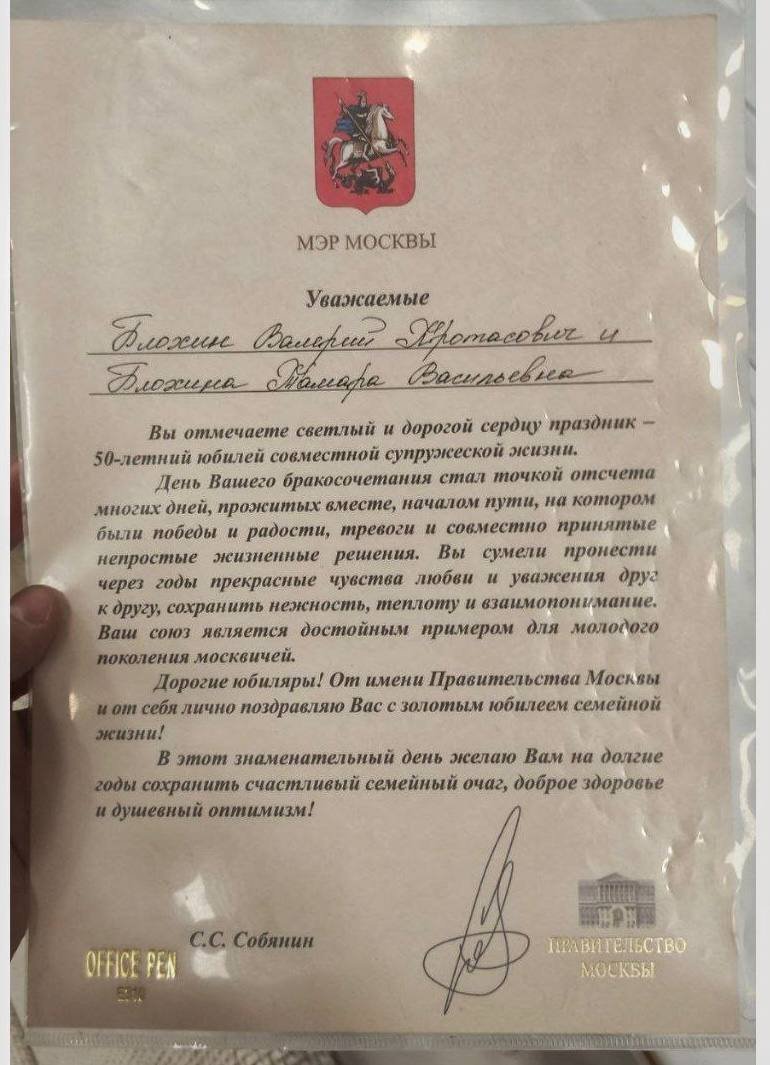 МЭР МОСКВЫ
Уважаемые
Блохин Валерий Протасович и
Блохина Тамара Васильевна
Вы отмечаете светлый и дорогой сердцу праздник –
50-летний юбилей совместной супружеской жизни.
День Вашего бракосочетания стал точкой отсчета
многих дней, прожитых вместе, началом пути, на котором
были победы и радости, тревоги и совместно принятые
непростые жизненные решения. Вы сумели пронести
через годы прекрасные чувства любви и уважения друг
к другу, сохранить нежность, теплоту и взаимопонимание.
Ваш союз является достойным примером для молодого
поколения москвичей.
Дорогие юбиляры! От имени Правительства Москвы
и от себя лично поздравляю Вас с золотым юбилеем семейной
жизни!
В этот знаменательный день желаю Вам на долгие
годы сохранить счастливый семейный очаг, доброе здоровье
и душевный оптимизм!
С.С. Собянин
OFFICE PEN
ПРАВИТЕЛЬСТВО
МОСКВЫ